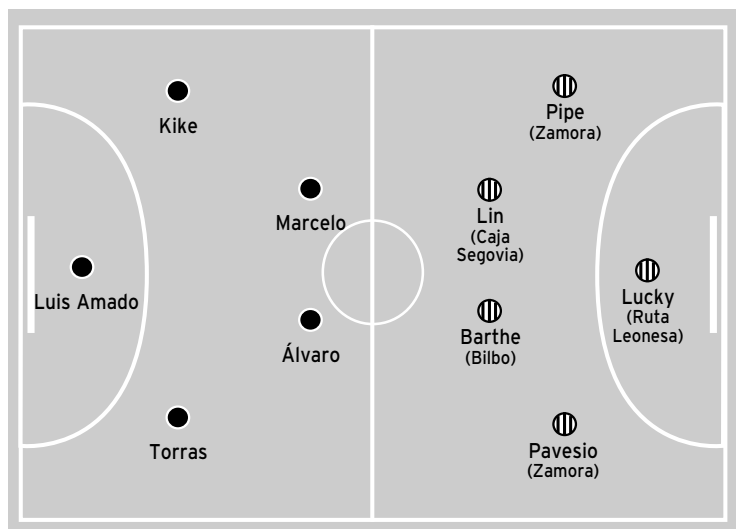 Kike
Marcelo
Luis Amado
Álvaro
Torras
Pipe
(Zamora)
Lin
(Caja
Segovia)
Lucky
(Ruta
Leonesa)
Barthe
(Bilbo)
Pavesio
(Zamora)